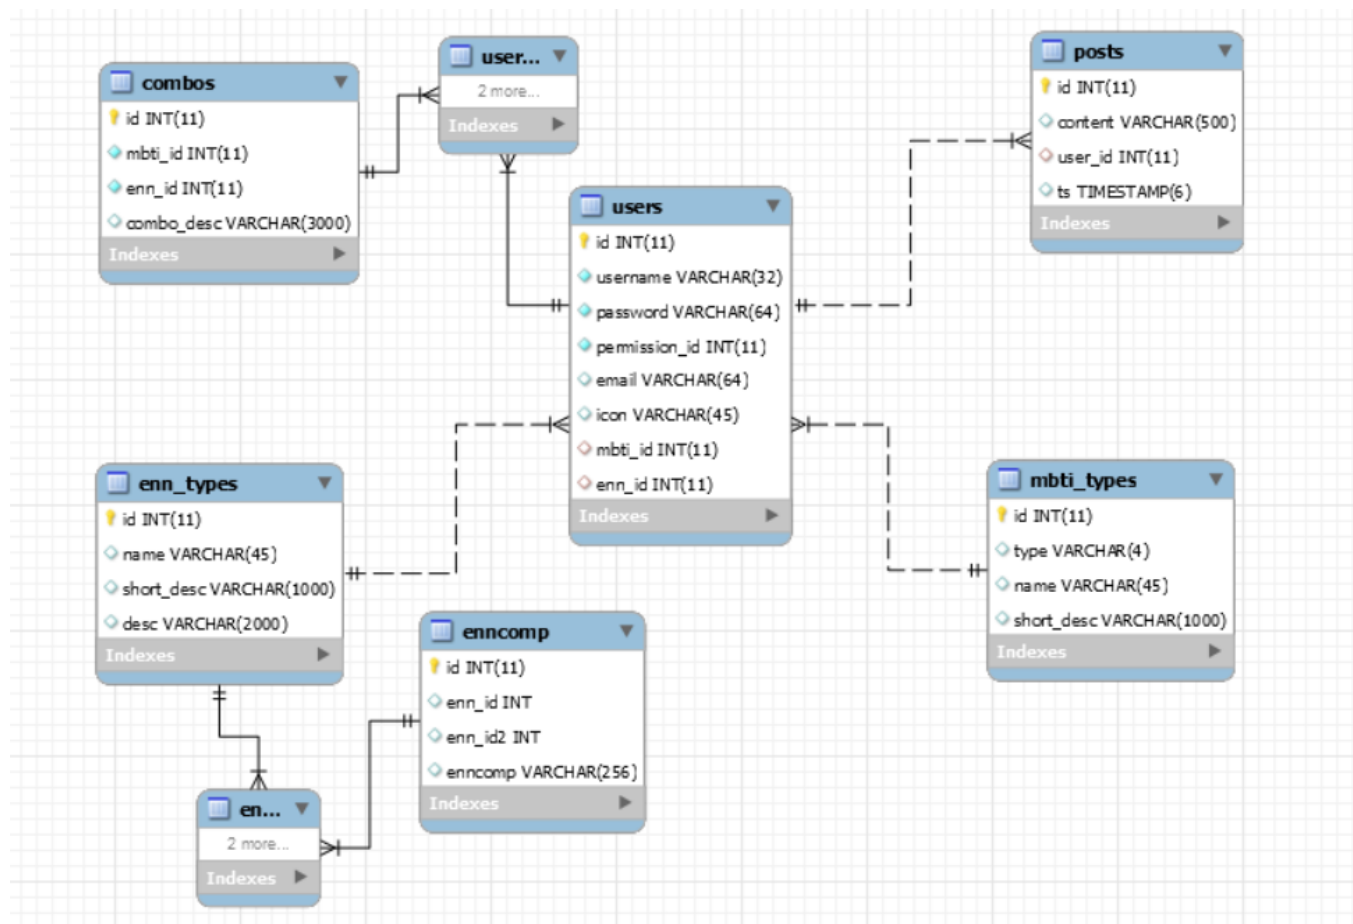 combos
id INT(11)
mbti_id INT(11)
enn_id INT(11)
combo_desc VARCHAR(3000)
Indexes
user...
2 more...
Indexes
posts
id INT(11)
content VARCHAR(500)
user_id INT(11)
ts TIMESTAMP(6)
Indexes
users
id INT(11)
username VARCHAR(32)
password VARCHAR(64)
permission_id INT(11)
email VARCHAR(64)
icon VARCHAR(45)
mbti_id INT(11)
enn_id INT(11)
Indexes
enn_types
id INT(11)
name VARCHAR(45)
short_desc VARCHAR(1000)
desc VARCHAR(2000)
Indexes
mbti_types
id INT(11)
type VARCHAR(4)
name VARCHAR(45)
short_desc VARCHAR(1000)
Indexes
enncomp
id INT(11)
enn_id INT
enn_id2 INT
enncomp VARCHAR(256)
Indexes
en...
2 more...
Indexes